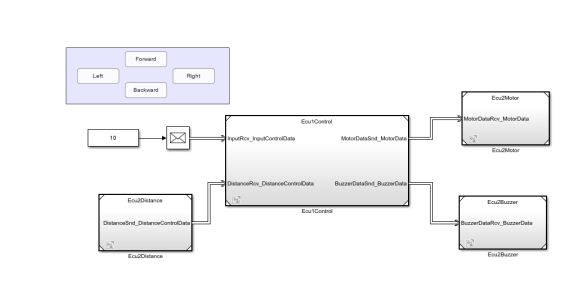 Forward
Left
Right
Backward
10
Ecu1Control
InputRcv_InputControlData
MotorDataSnd_MotorData
DistanceRcv_DistanceControlData
BuzzerDataSnd_BuzzerData
Ecu1Control
Ecu2Motor
MotorDataRcv_MotorData
Ecu2Motor
Ecu2Distance
DistanceSnd_DistanceControlData
Ecu2Distance
Ecu2Buzzer
BuzzerDataRcv_BuzzerData
Ecu2Buzzer